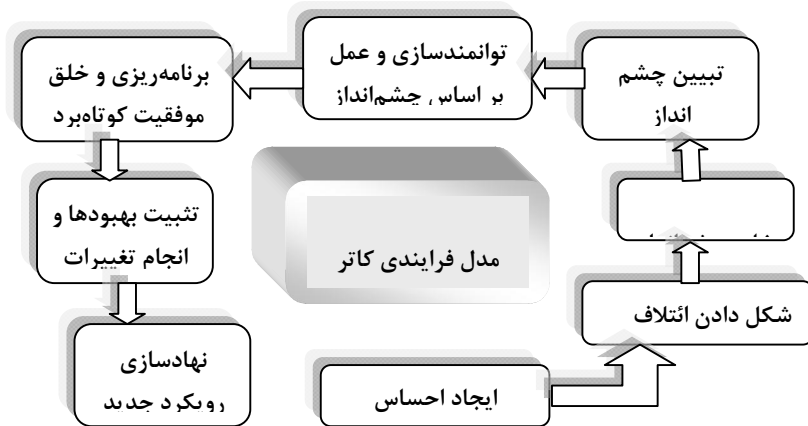 توانمندسازی و عمل
بر اساس چشم‌انداز
برنامه‌ریزی و خلق
موفقیت کوتاه‌برد
تبیین چشم
انداز
تثبیت بهبودها و
انجام تغییرات
مدل فرایندی کاتر
شکل دادن ائتلاف
نهادسازی
رویکرد جدید
ایجاد احساس